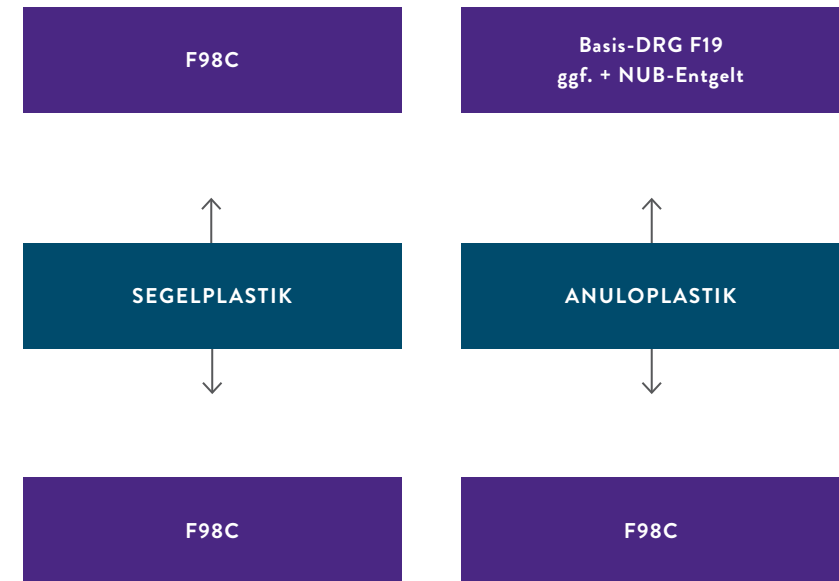 F98C
Basis-DRG F19
ggf. + NUB-Entgelt
SEGELPLASTIK
ANULOPLASTIK
F98C
F98C